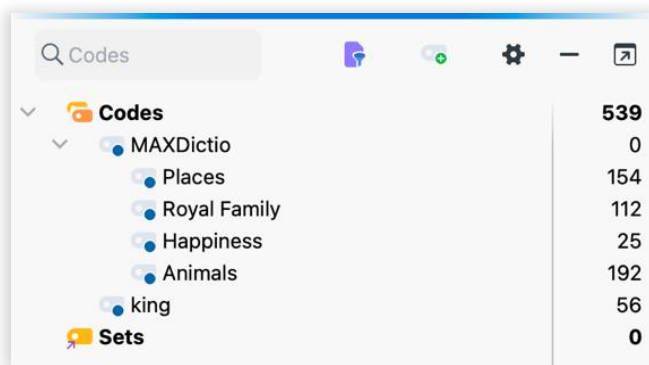 Codes
Codes 539
MAXDictio 0
Places 154
Royal Family 112
Happiness 25
Animals 192
king 56
Sets 0